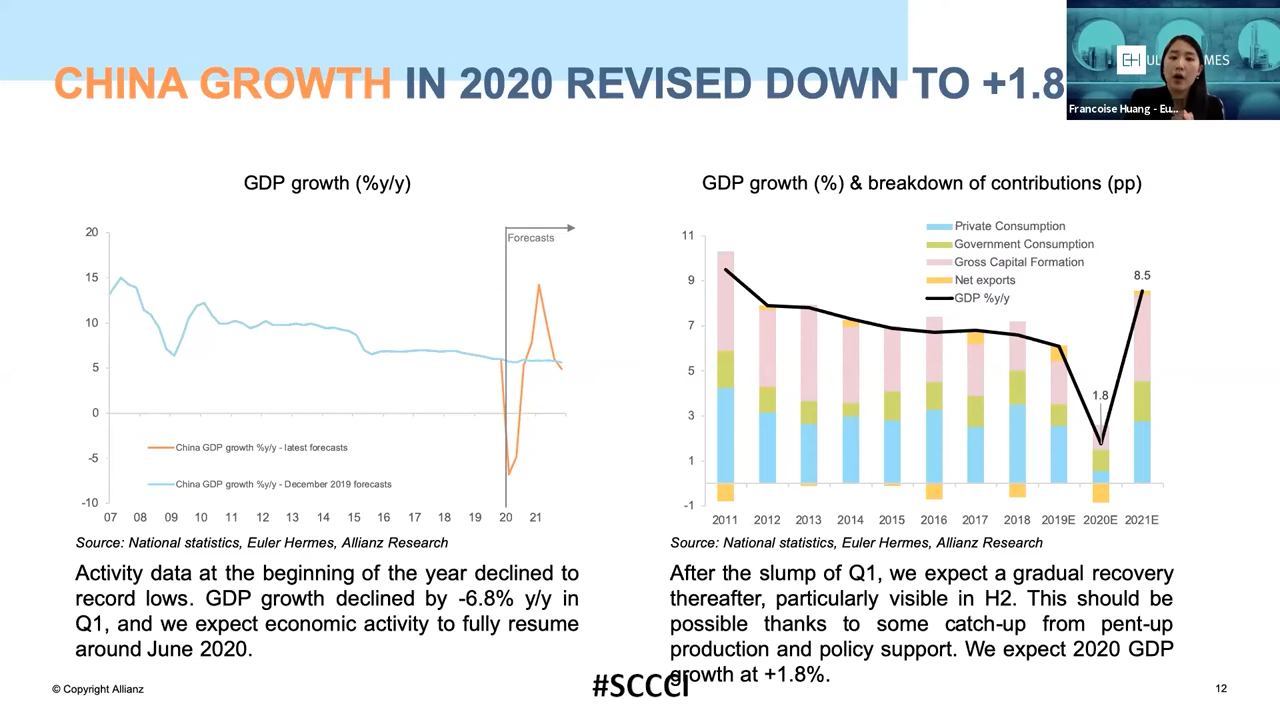 CHINA GROWTH IN 2020 REVISED DOWN TO +1.8
EH
Francoise Huang - Eu...
GDP growth (%y/y)
20
15
10
5
0
-5
-10
Forecasts
China GDP growth %y/y - latest forecasts
China GDP growth %y/y - December 2019 forecasts
07 08 09 10 11 12 13 14 15 16 17 18 19 20 21
Source: National statistics, Euler Hermes, Allianz Research
Activity data at the beginning of the year declined to
record lows. GDP growth declined by -6.8% y/y in
Q1, and we expect economic activity to fully resume
around June 2020.
GDP growth (%) & breakdown of contributions (pp)
11
9
7
5
3
1
-1
Private Consumption
Government Consumption
Gross Capital Formation
Net exports
GDP %y/y
8.5
1.8
2011 2012 2013 2014 2015 2016 2017 2018 2019E 2020E 2021E
Source: National statistics, Euler Hermes, Allianz Research
After the slump of Q1, we expect a gradual recovery
thereafter, particularly visible in H2. This should be
possible thanks to some catch-up from pent-up
production and policy support. We expect 2020 GDP
growth at +1.8%.
© Copyright Allianz
#SCCCI
12